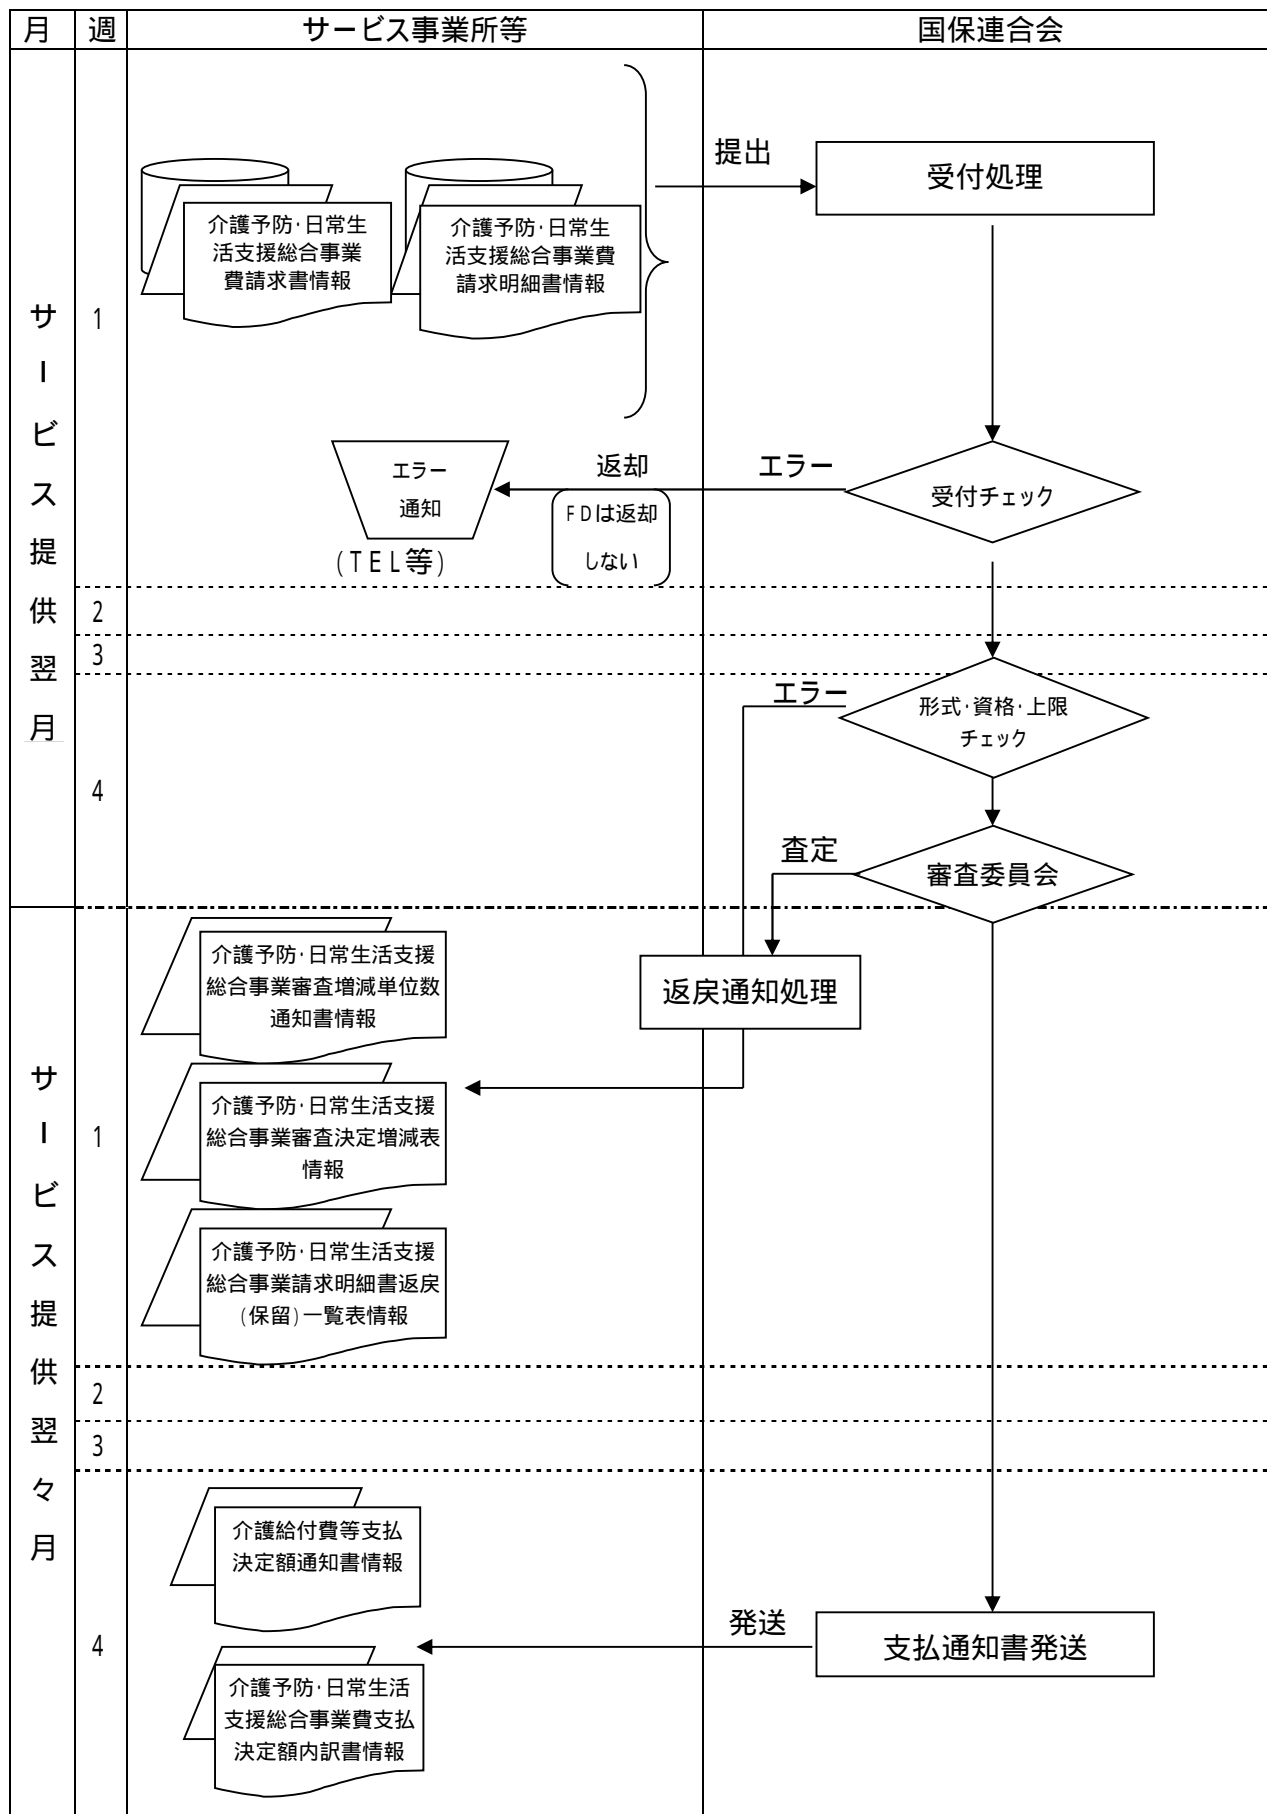 月
週
サービス事業所等
国保連合会
サービス提供翌月
1
介護予防･日常生
活支援総合事業
費請求書情報
介護予防･日常生
活支援総合事業費
請求明細書情報
提出
受付処理
エラー
通知
(TEL等)
返却
FDは返却
しない
エラー
受付チェック
2
3
4
エラー
形式･資格･上限
チェック
査定
審査委員会
サービス提供翌々月
1
介護予防･日常生活支援
総合事業審査増減単位数
通知書情報
返戻通知処理
介護予防･日常生活支援
総合事業審査決定増減表
情報
介護予防･日常生活支援
総合事業請求明細書返戻
(保留)一覧表情報
2
3
4
介護給付費等支払
決定額通知書情報
発送
支払通知書発送
介護予防･日常生活
支援総合事業費支払
決定額内訳書情報